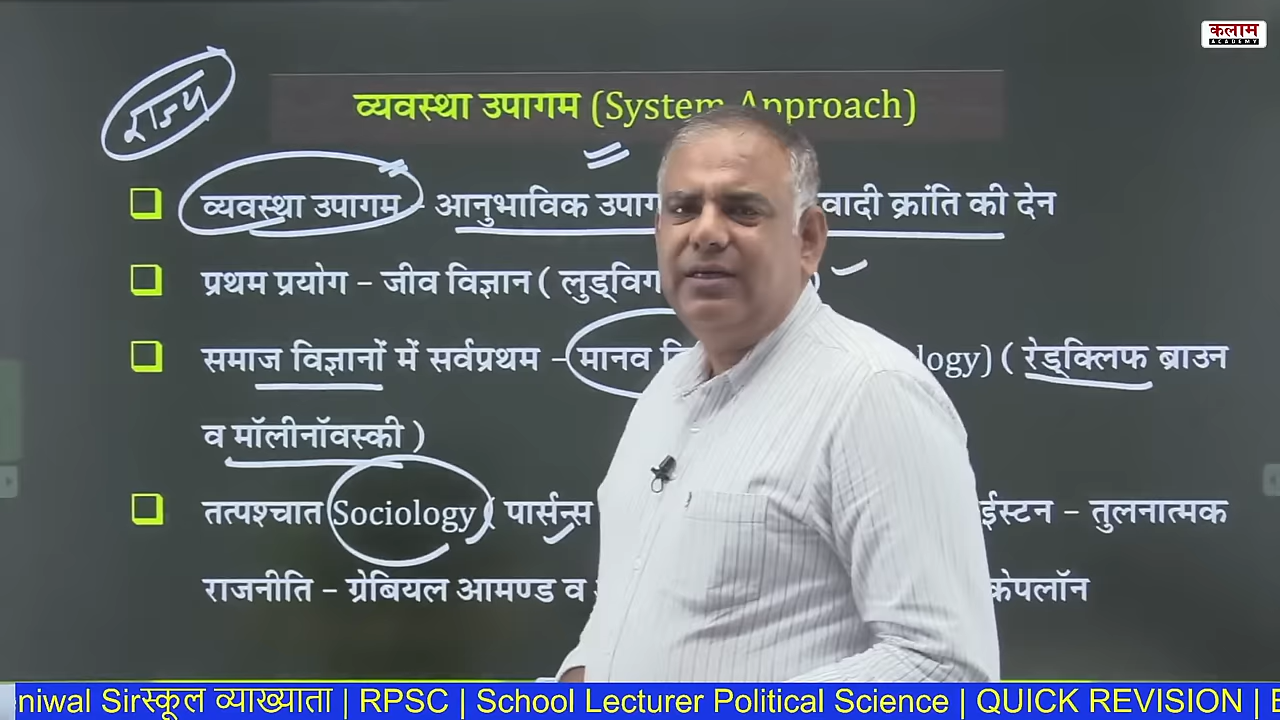 कलाम
ACADEMY
राज्य
व्यवस्था उपागम (System Approach)
व्यवस्था उपागम - आनुभाविक उपाग वादी क्रांति की देन
प्रथम प्रयोग – जीव विज्ञान ( लुड्विग )
समाज विज्ञानों में सर्वप्रथम – मानव वि logy) ( रेड्क्लिफ ब्राउन
व मॉलीनॉवस्की )
तत्पश्चात Sociology ( पार्सन्स ईस्टन – तुलनात्मक
राजनीति – ग्रेबियल आमण्ड व केपलॉन
niwal Sirस्कूल व्याख्याता | RPSC | School Lecturer Political Science | QUICK REVISION |